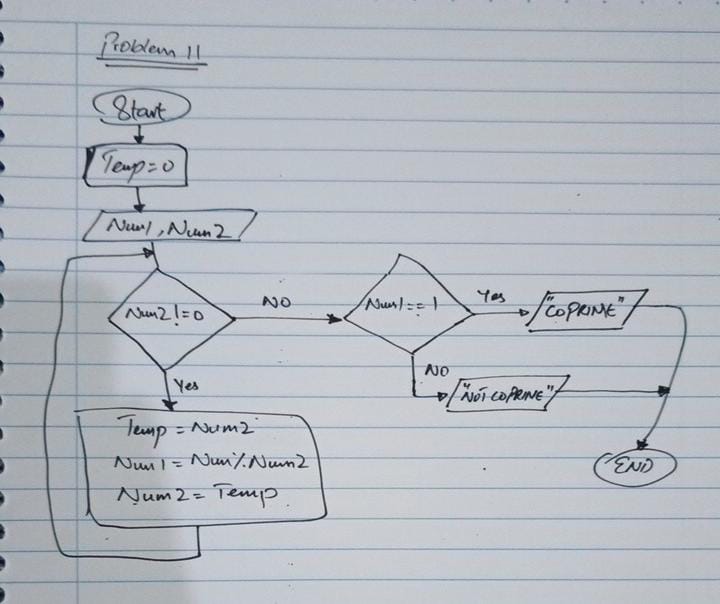 Problem 11
Start
Temp=0
Num1, Num2
Num2!=0
NO
Num1==1
Yes
"COPRIME"
NO
"NOT COPRIME"
Yes
Temp = Num2
Num1 = Num%Num2
Num2 = Temp
END